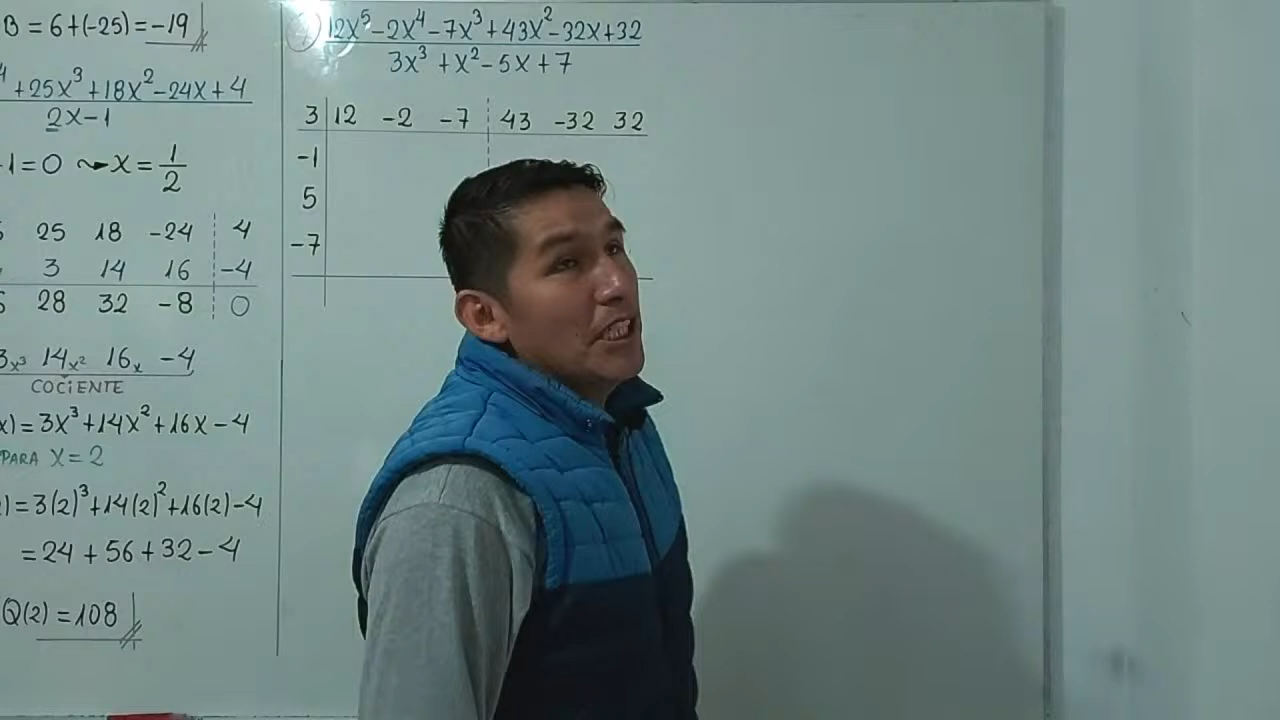 B = 6+(-25) = -19
4 +25x³+18x²-24x+4
2x-1
-1=0 ⤳ x = 1
2
25 18 -24 4
3 14 16 -4
28 32 -8 0
3x³ 14x² 16x -4
COCIENTE
x)=3x³+14x²+16x-4
PARA x=2
)=3(2)³+14(2)²+16(2)-4
=24+56+32-4
Q(2)=108
12x⁵-2x⁴-7x³+43x²-32x+32
3x³+x²-5x+7
3 12 -2 -7 43 -32 32
-1
5
-7